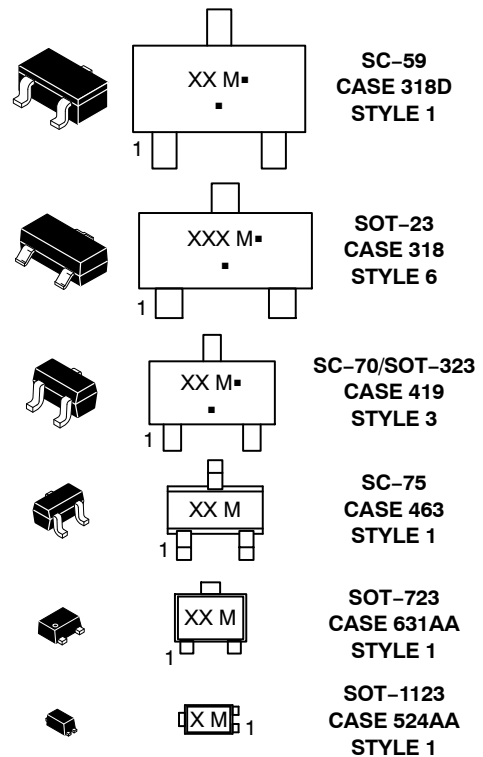 XX M▪
▪
1
SC−59
CASE 318D
STYLE 1
XXX M▪
▪
1
SOT−23
CASE 318
STYLE 6
XX M▪
▪
1
SC−70/SOT−323
CASE 419
STYLE 3
XX M
1
SC−75
CASE 463
STYLE 1
XX M
1
SOT−723
CASE 631AA
STYLE 1
X M
1
SOT−1123
CASE 524AA
STYLE 1